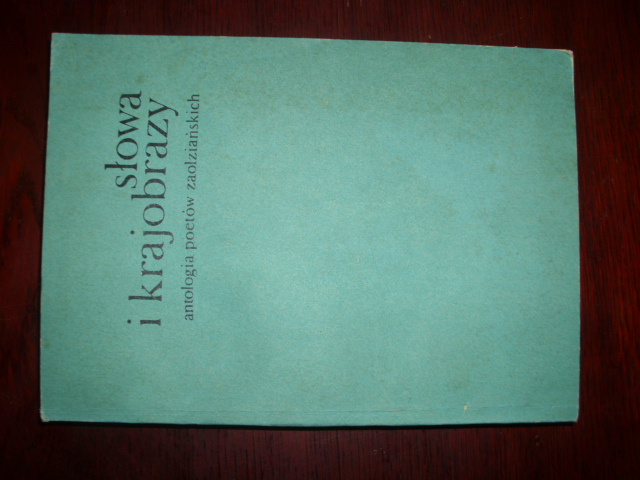 słowa
i krajobrazy
antologia poetów zaolziańskich